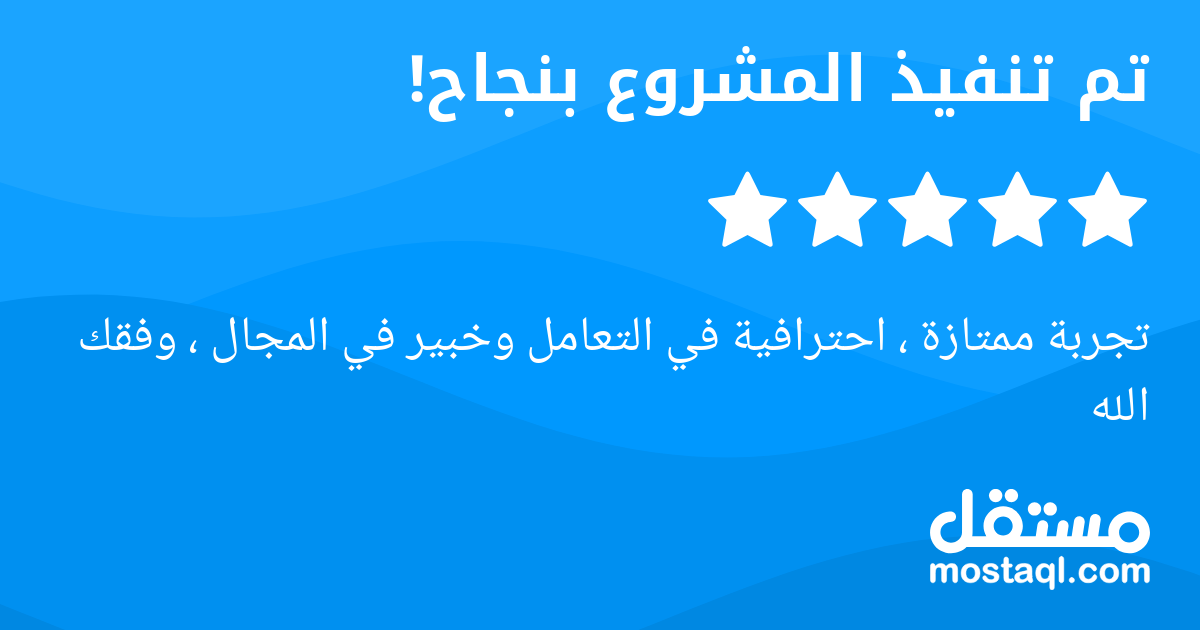 تم تنفيذ المشروع بنجاح!
تجربة ممتازة ، احترافية في التعامل وخبير في المجال ، وفقك
الله
مستقل
mostaql.com